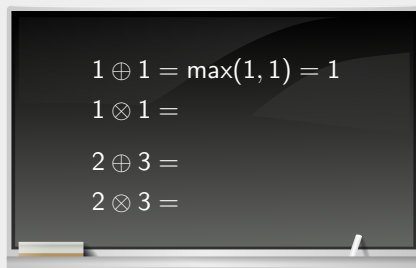 1 ⊕ 1 = max(1, 1) = 1
1 ⊗ 1 =
2 ⊕ 3 =
2 ⊗ 3 =